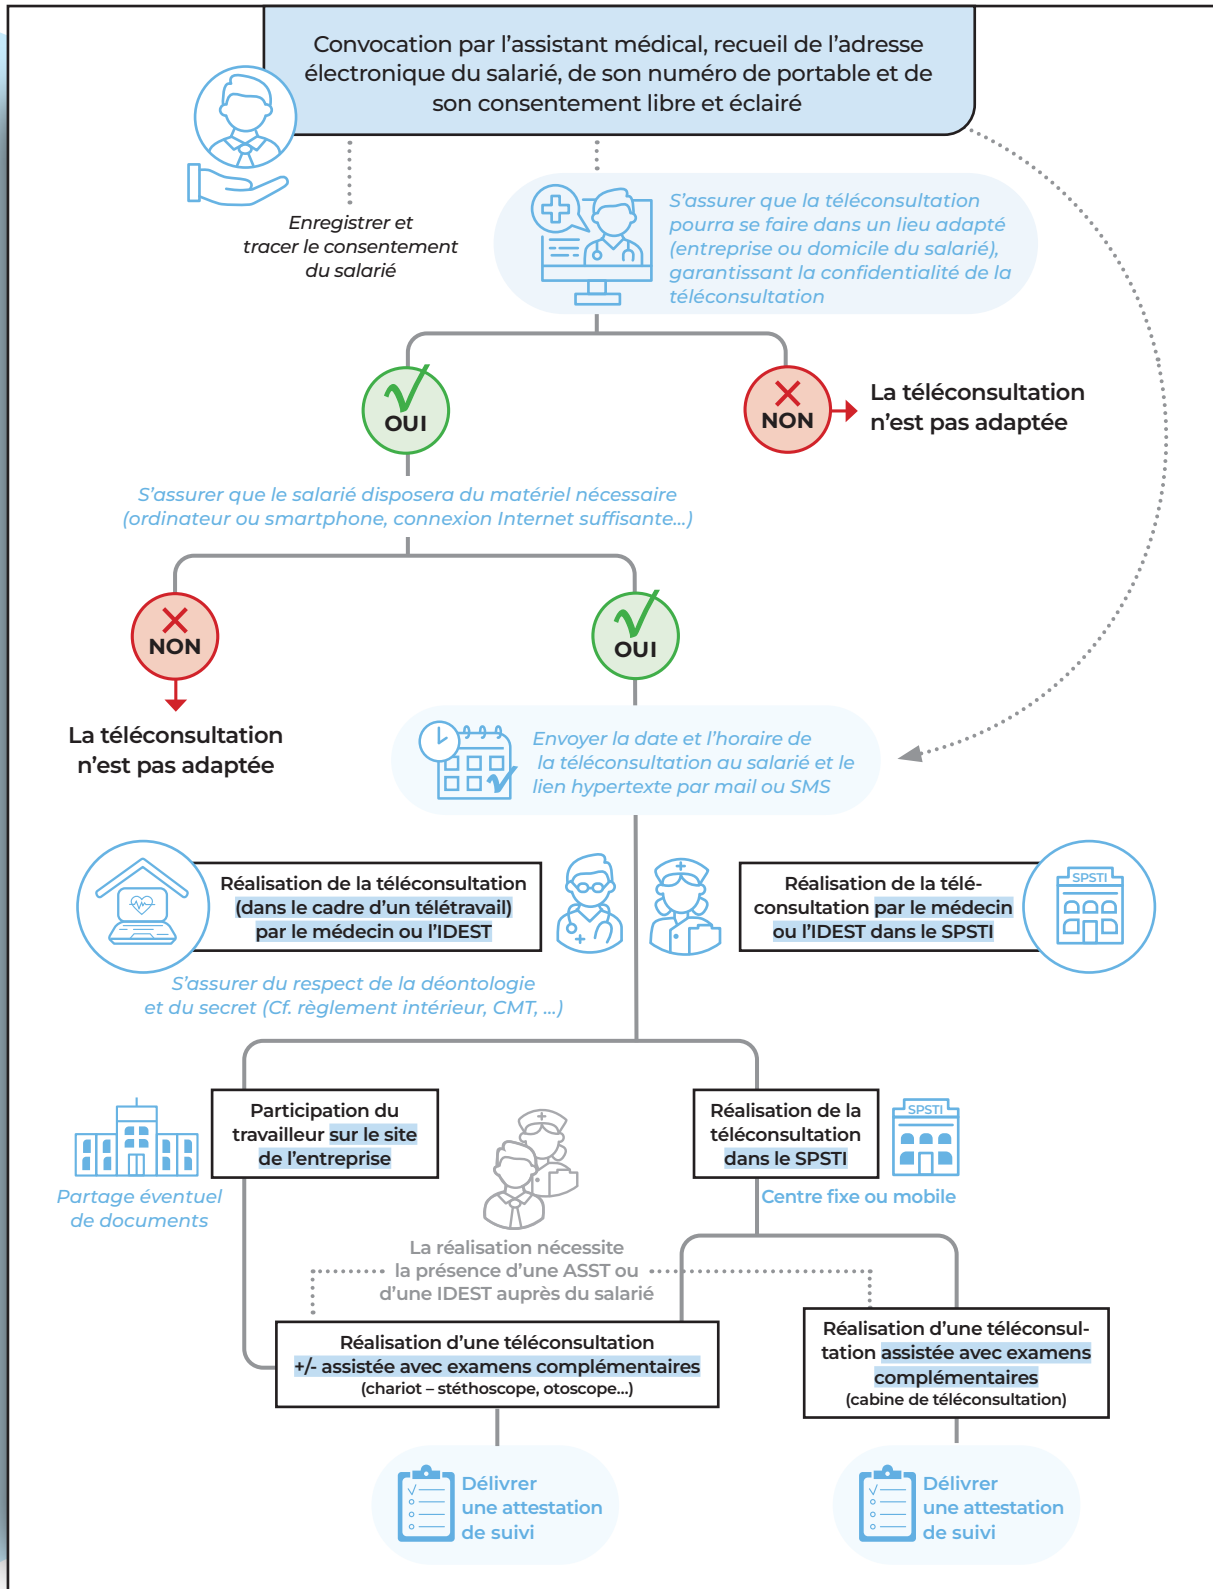 Convocation par l’assistant médical, recueil de l’adresse
électronique du salarié, de son numéro de portable et de
son consentement libre et éclairé
Enregistrer et
tracer le consentement
du salarié
S’assurer que la téléconsultation
pourra se faire dans un lieu adapté
(entreprise ou domicile du salarié),
garantissant la confidentialité de la
téléconsultation
OUI
NON
La téléconsultation
n’est pas adaptée
S’assurer que le salarié disposera du matériel nécessaire
(ordinateur ou smartphone, connexion Internet suffisante...)
NON
OUI
La téléconsultation
n’est pas adaptée
Envoyer la date et l’horaire de
la téléconsultation au salarié et le
lien hypertexte par mail ou SMS
Réalisation de la téléconsultation
(dans le cadre d’un télétravail)
par le médecin ou l’IDEST
Réalisation de la télé-
consultation par le médecin
ou l’IDEST dans le SPSTI
SPSTI
S’assurer du respect de la déontologie
et du secret (Cf. règlement intérieur, CMT, ...)
Participation du
travailleur sur le site
de l’entreprise
Partage éventuel
de documents
Réalisation de la
téléconsultation
dans le SPSTI
SPSTI
Centre fixe ou mobile
La réalisation nécessite
la présence d’une ASST ou
d’une IDEST auprès du salarié
Réalisation d’une téléconsultation
+/- assistée avec examens complémentaires
(chariot – stéthoscope, otoscope...)
Réalisation d’une téléconsul-
tation assistée avec examens
complémentaires
(cabine de téléconsultation)
Délivrer
une attestation
de suivi
Délivrer
une attestation
de suivi